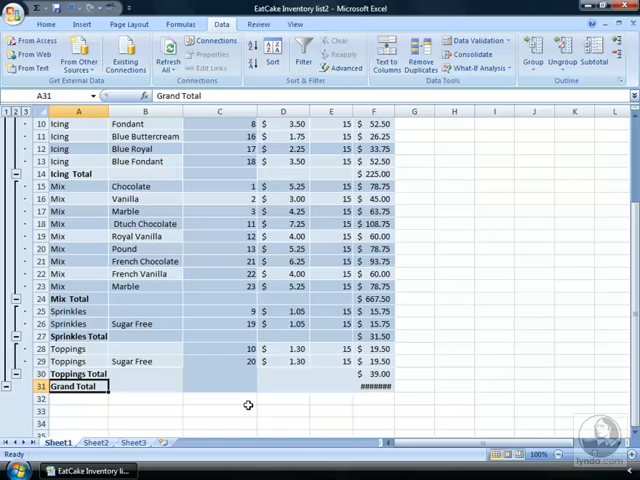 EatCake Inventory list2 - Microsoft Excel
Home Insert Page Layout Formulas Data Review View
From Access
From Web
From Text
From Other Sources
Existing Connections
Refresh All
Connections
Properties
Edit Links
Sort
Filter
Clear
Reapply
Advanced
Text to Columns
Remove Duplicates
Data Validation
Consolidate
What-If Analysis
Group Ungroup Subtotal
Connections
Sort & Filter
Data Tools
Outline
A31 Grand Total
1 2 3 A B C D E F G H I J K L
10 Icing Fondant 8 $ 3.50 15 $ 52.50
11 Icing Blue Buttercream 16 $ 1.75 15 $ 26.25
12 Icing Blue Royal 17 $ 2.25 15 $ 33.75
13 Icing Blue Fondant 18 $ 3.50 15 $ 52.50
14 Icing Total $ 225.00
15 Mix Chocolate 1 $ 5.25 15 $ 78.75
16 Mix Vanilla 2 $ 3.00 15 $ 45.00
17 Mix Marble 3 $ 4.25 15 $ 63.75
18 Mix Dtuch Chocolate 11 $ 7.25 15 $ 108.75
19 Mix Royal Vanilla 12 $ 4.00 15 $ 60.00
20 Mix Pound 13 $ 5.25 15 $ 78.75
21 Mix French Chocolate 21 $ 6.25 15 $ 93.75
22 Mix French Vanilla 22 $ 4.00 15 $ 60.00
23 Mix Marble 23 $ 5.25 15 $ 78.75
24 Mix Total $ 667.50
25 Sprinkles 9 $ 1.05 15 $ 15.75
26 Sprinkles Sugar Free 19 $ 1.05 15 $ 15.75
27 Sprinkles Total $ 31.50
28 Toppings 10 $ 1.30 15 $ 19.50
29 Toppings Sugar Free 20 $ 1.30 15 $ 19.50
30 Toppings Total $ 39.00
31 Grand Total #######
32
33
34
35
Sheet1 Sheet2 Sheet3
Ready 100%
EatCake Inventory li...
lynda.com